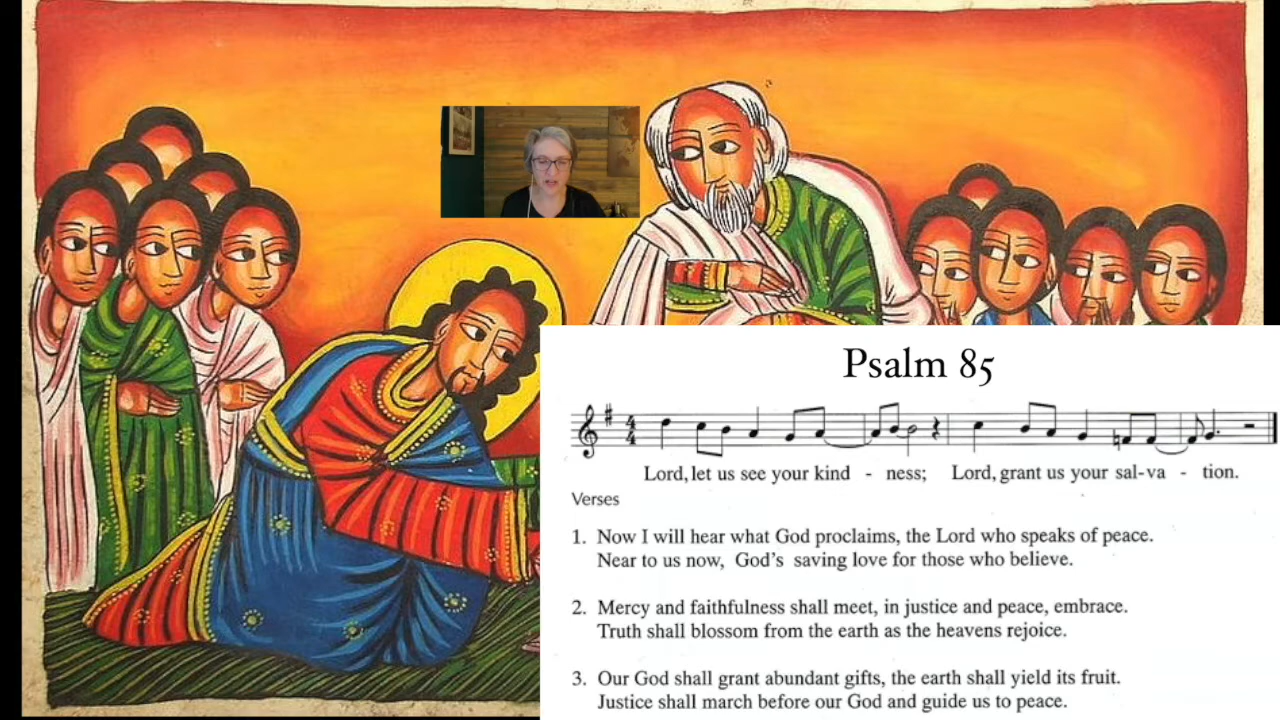 Psalm 85
Lord, let us see your kind - ness; Lord, grant us your sal-va - tion.
Verses
1. Now I will hear what God proclaims, the Lord who speaks of peace.
Near to us now, God's saving love for those who believe.
2. Mercy and faithfulness shall meet, in justice and peace, embrace.
Truth shall blossom from the earth as the heavens rejoice.
3. Our God shall grant abundant gifts, the earth shall yield its fruit.
Justice shall march before our God and guide us to peace.